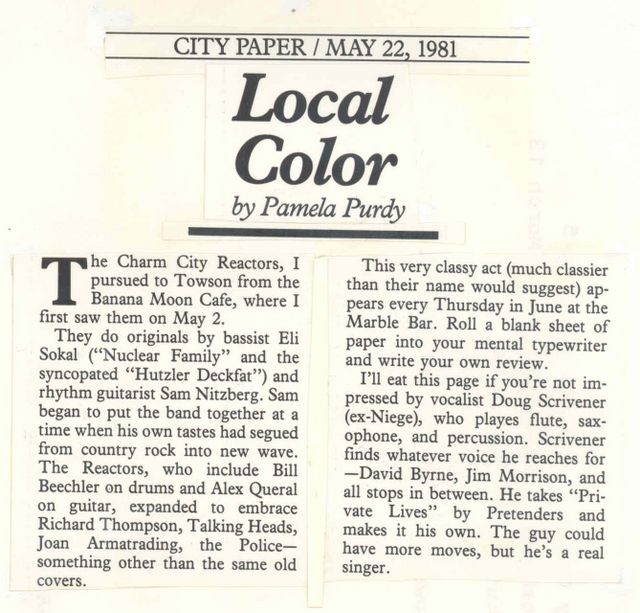 CITY PAPER / MAY 22, 1981
Local
Color
by Pamela Purdy
The Charm City Reactors, I
pursued to Towson from the
Banana Moon Cafe, where I
first saw them on May 2.
They do originals by bassist Eli
Sokal (“Nuclear Family” and the
syncopated “Hutzler Deckfat”) and
rhythm guitarist Sam Nitzberg. Sam
began to put the band together at a
time when his own tastes had segued
from country rock into new wave.
The Reactors, who include Bill
Beechler on drums and Alex Queral
on guitar, expanded to embrace
Richard Thompson, Talking Heads,
Joan Armatrading, the Police—
something other than the same old
covers.
This very classy act (much classier
than their name would suggest) ap-
pears every Thursday in June at the
Marble Bar. Roll a blank sheet of
paper into your mental typewriter
and write your own review.
I’ll eat this page if you’re not im-
pressed by vocalist Doug Scrivener
(ex-Niege), who playes flute, sax-
ophone, and percussion. Scrivener
finds whatever voice he reaches for
—David Byrne, Jim Morrison, and
all stops in between. He takes “Pri-
vate Lives” by Pretenders and
makes it his own. The guy could
have more moves, but he’s a real
singer.